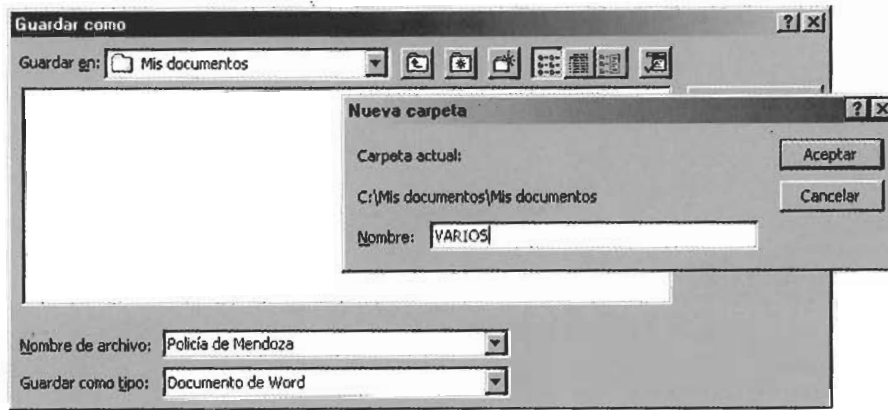 Guardar como
Guardar en: Mis documentos
Nueva carpeta
Carpeta actual:
Aceptar
C:\Mis documentos\Mis documentos
Cancelar
Nombre: VARIOS
Nombre de archivo: Policía de Mendoza
Guardar como tipo: Documento de Word